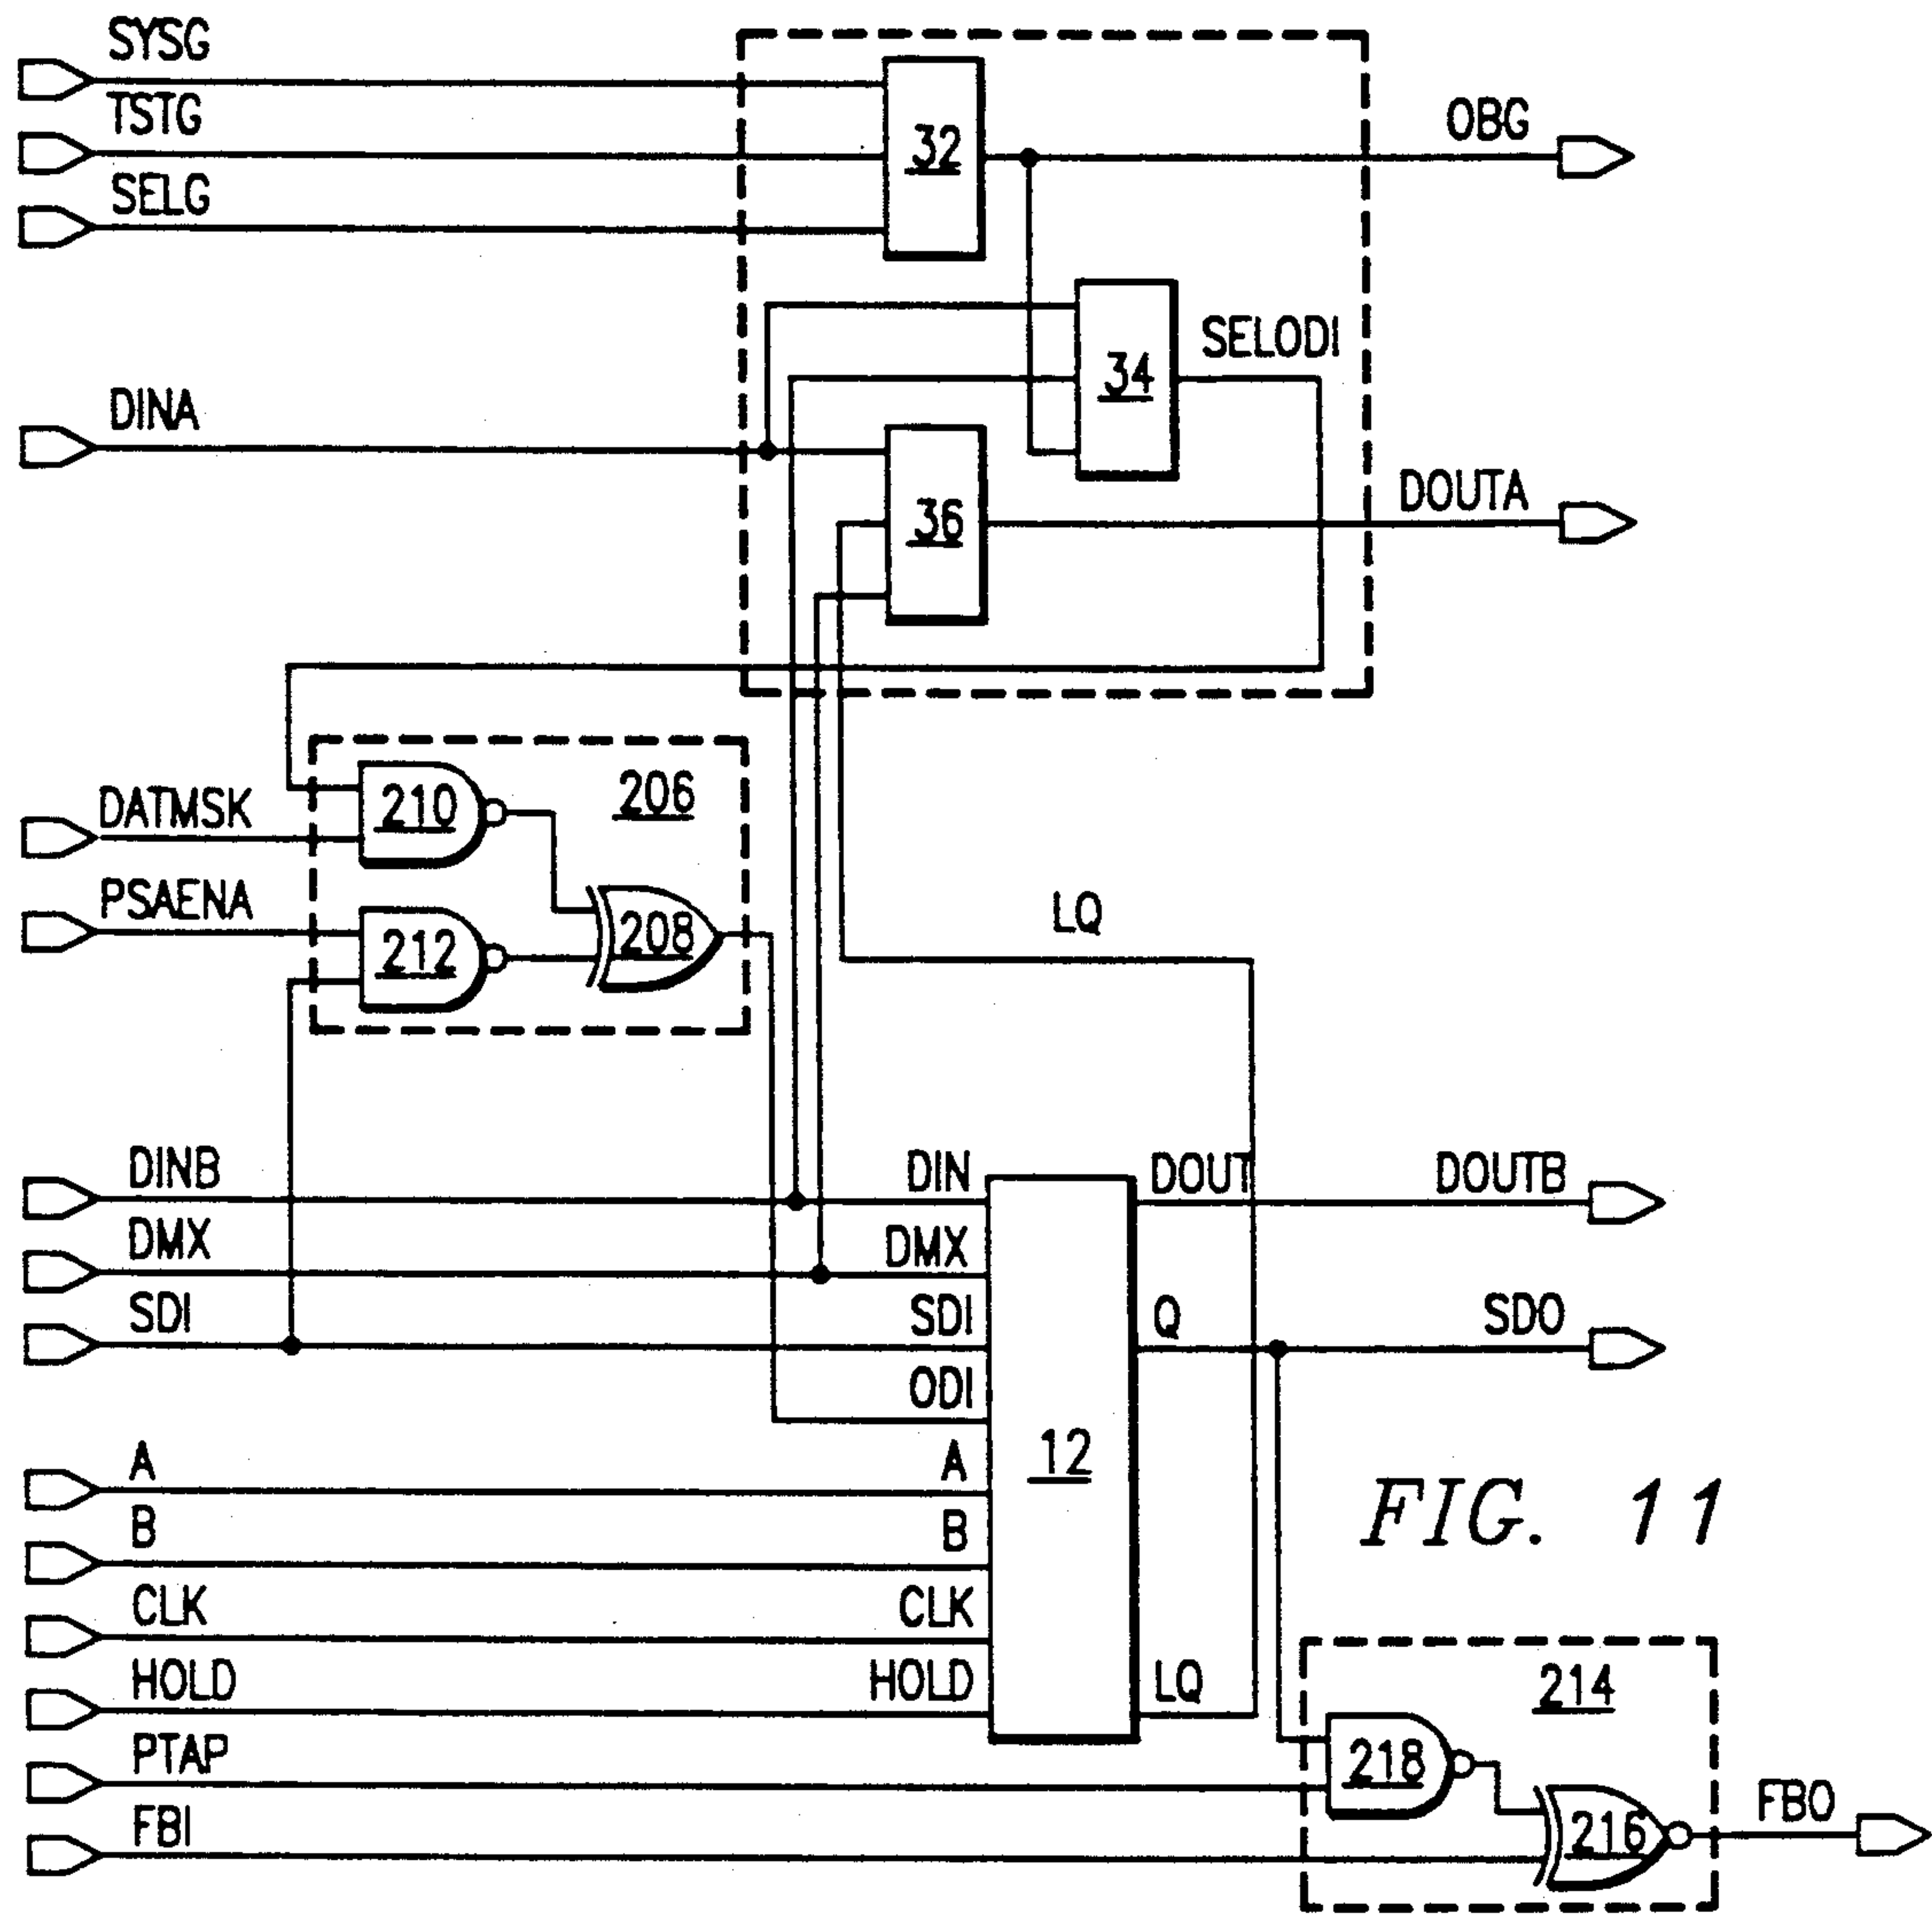 SYSG
TSTG
SELG
32
OBG
34
SELODI
DINA
36
DOUTA
DATMSK
210
206
PSAENA
212
208
LQ
DINB
DIN
DOUT
DOUTB
DMX
DMX
SDI
SDI
Q
SDO
ODI
12
A
A
FIG. 11
B
B
CLK
CLK
HOLD
HOLD
LQ
214
PTAP
218
FBI
216
FBO